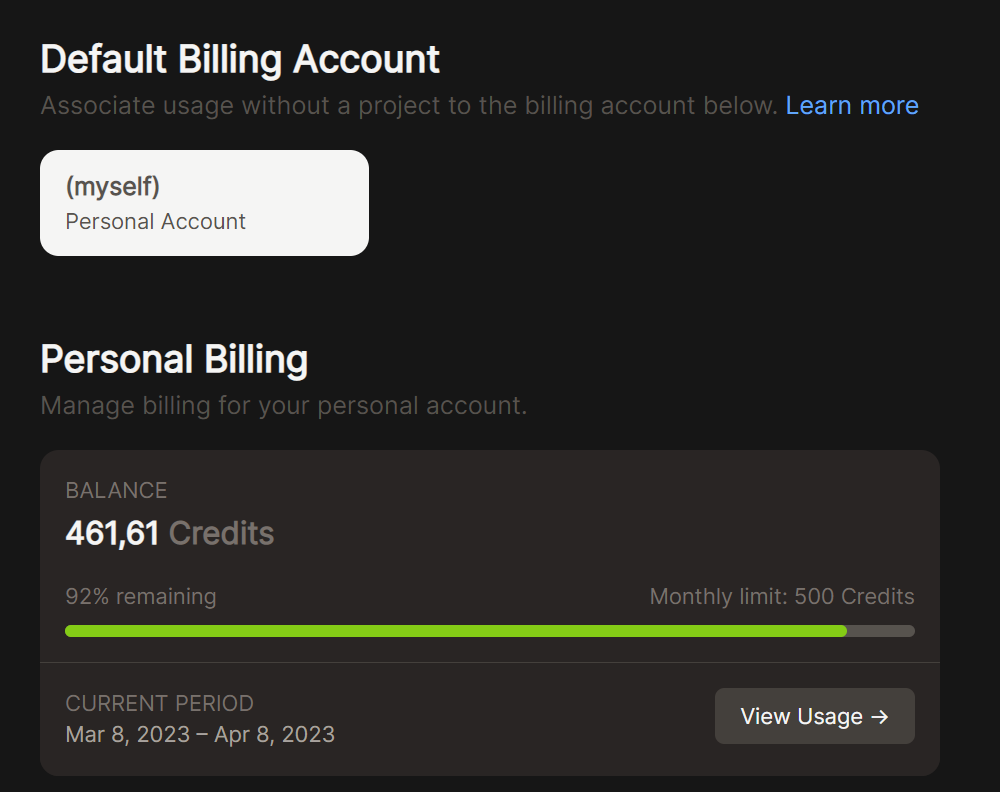 Default Billing Account
Associate usage without a project to the billing account below. Learn more
(myself)
Personal Account
Personal Billing
Manage billing for your personal account.
BALANCE
461,61 Credits
92% remaining
Monthly limit: 500 Credits
CURRENT PERIOD
Mar 8, 2023 – Apr 8, 2023
View Usage →